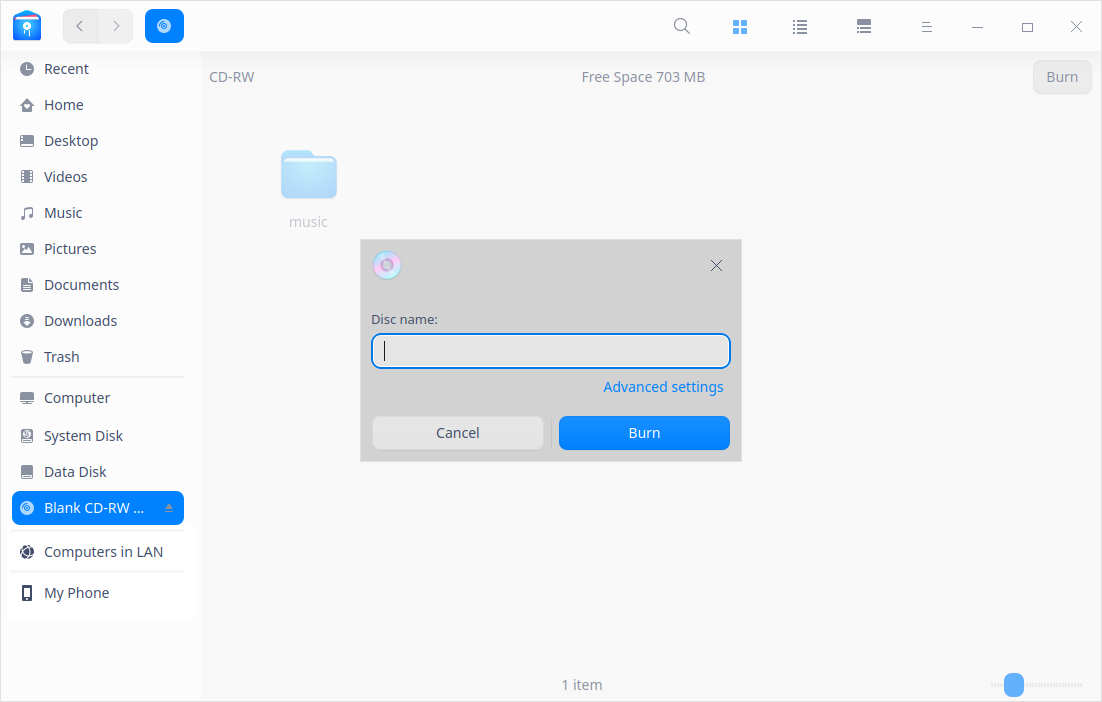 Recent
Home
Desktop
Videos
Music
Pictures
Documents
Downloads
Trash
Computer
System Disk
Data Disk
Blank CD-RW ...
Computers in LAN
My Phone
CD-RW
Free Space 703 MB
Burn
music
Disc name:
Advanced settings
Cancel
Burn
1 item